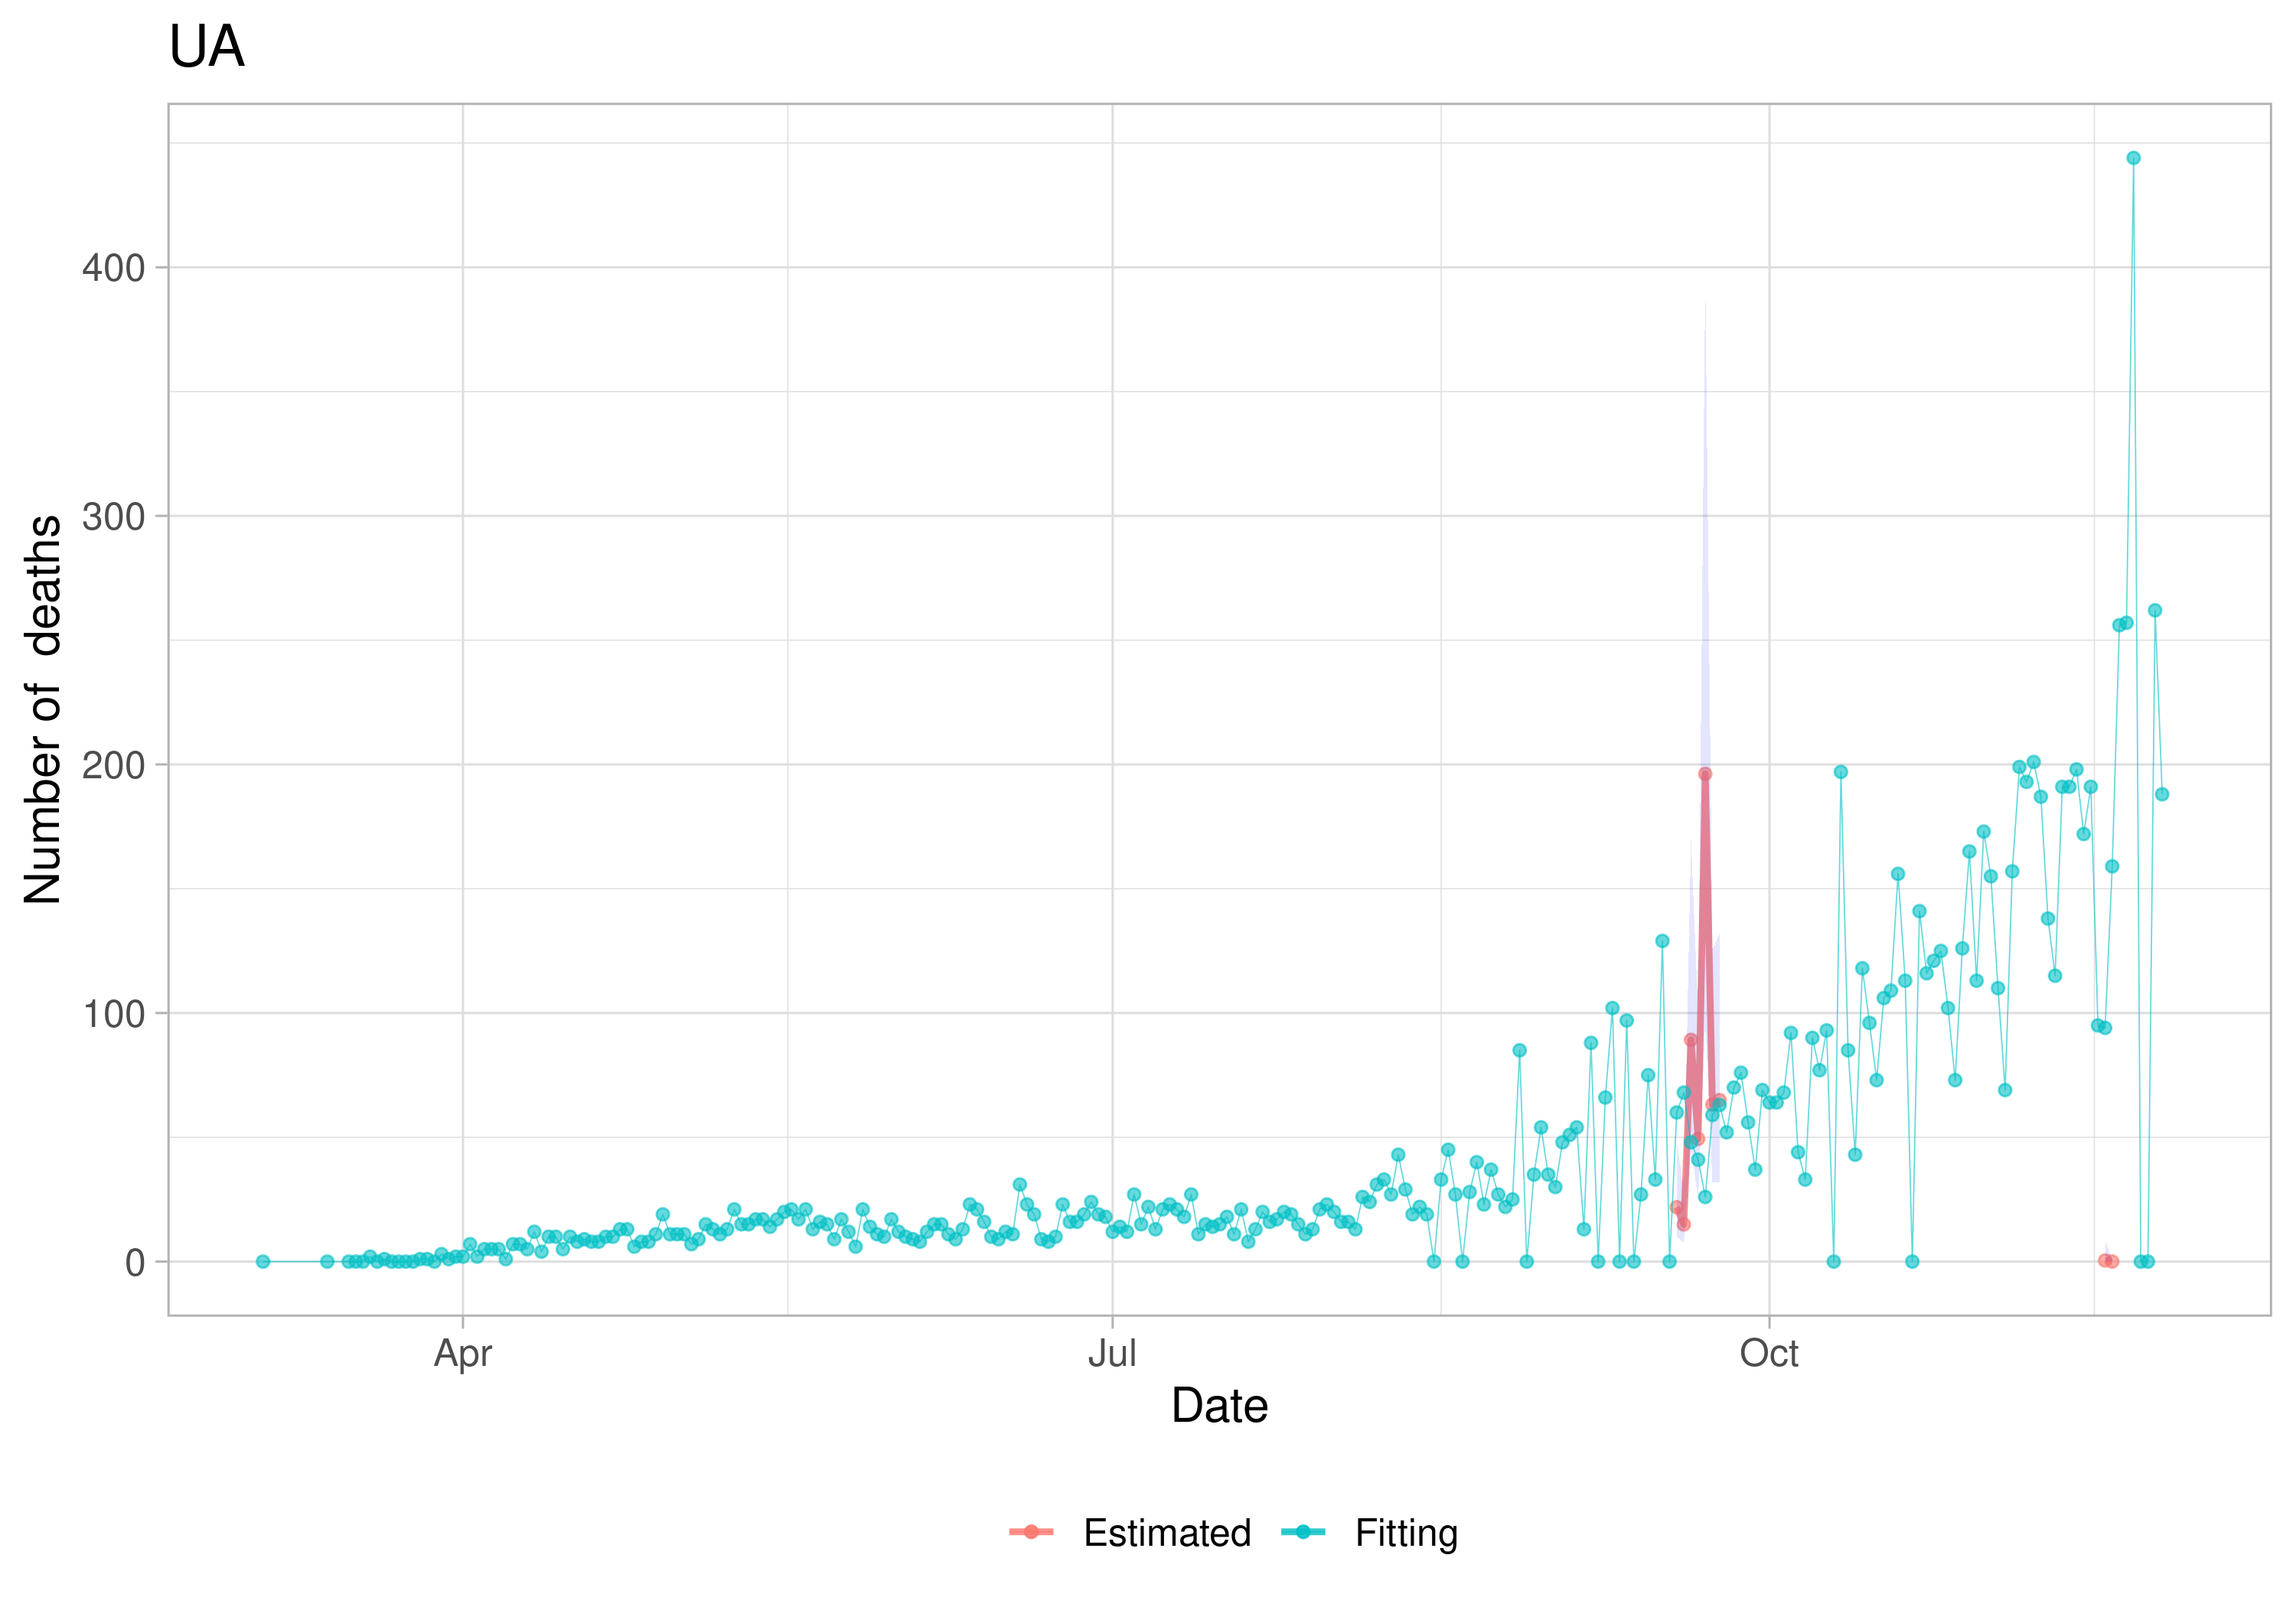 UA
Number of  deaths
400
300
200
100
0
Apr
Jul
Oct
Date
Estimated
Fitting